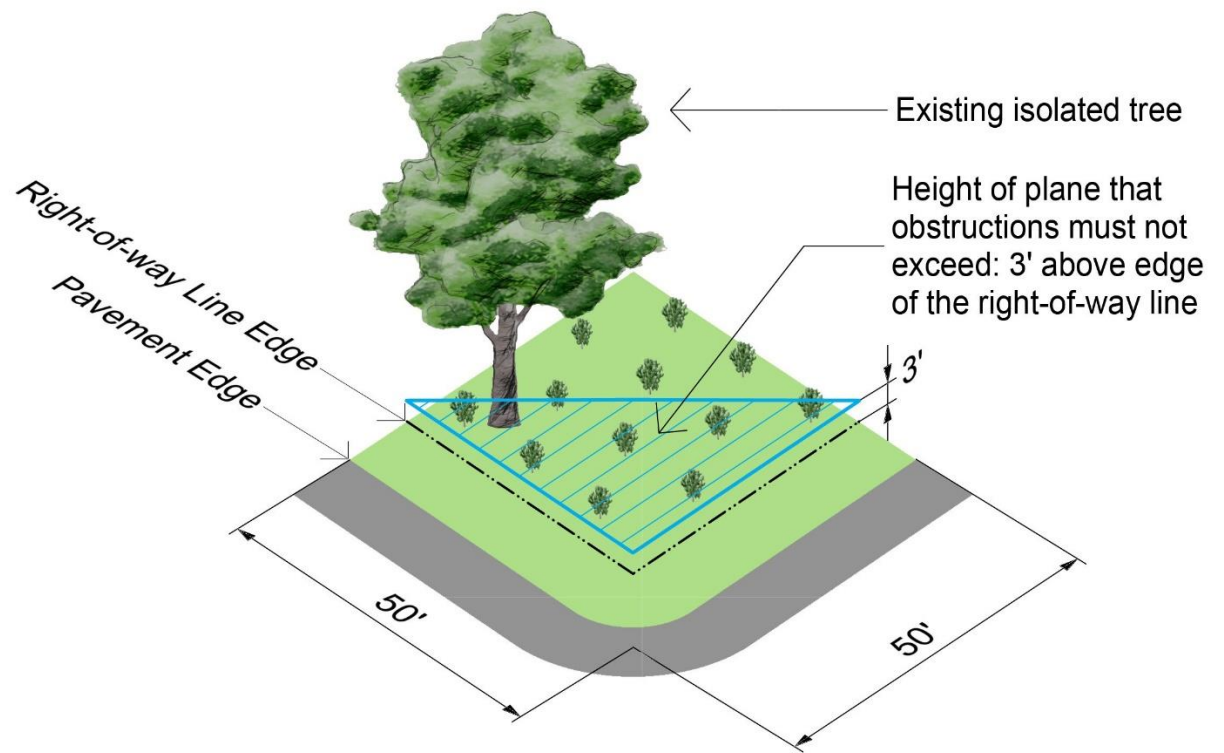 Existing isolated tree
Height of plane that
obstructions must not
exceed: 3' above edge
of the right-of-way line
Right-of-way Line Edge
Pavement Edge
3'
50'
50'